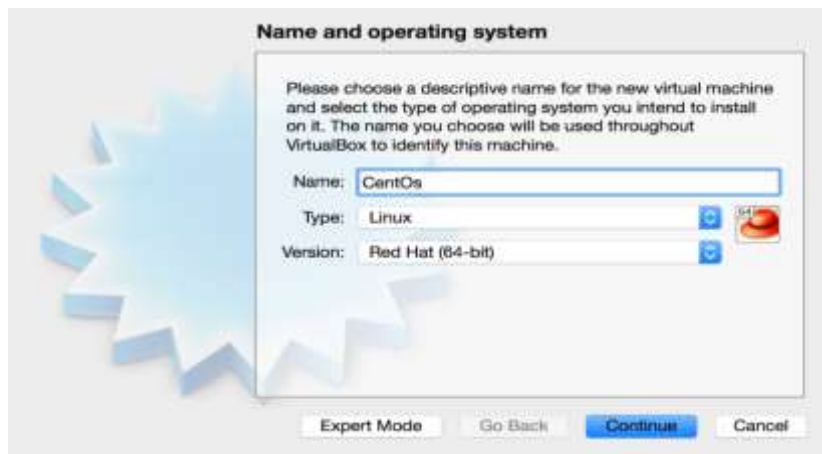 Name and operating system
Please choose a descriptive name for the new virtual machine
and select the type of operating system you intend to install
on it. The name you choose will be used throughout
VirtualBox to identify this machine.
Name: CentOs
Type: Linux
64
Version: Red Hat (64-bit)
Expert Mode Go Back Continue Cancel